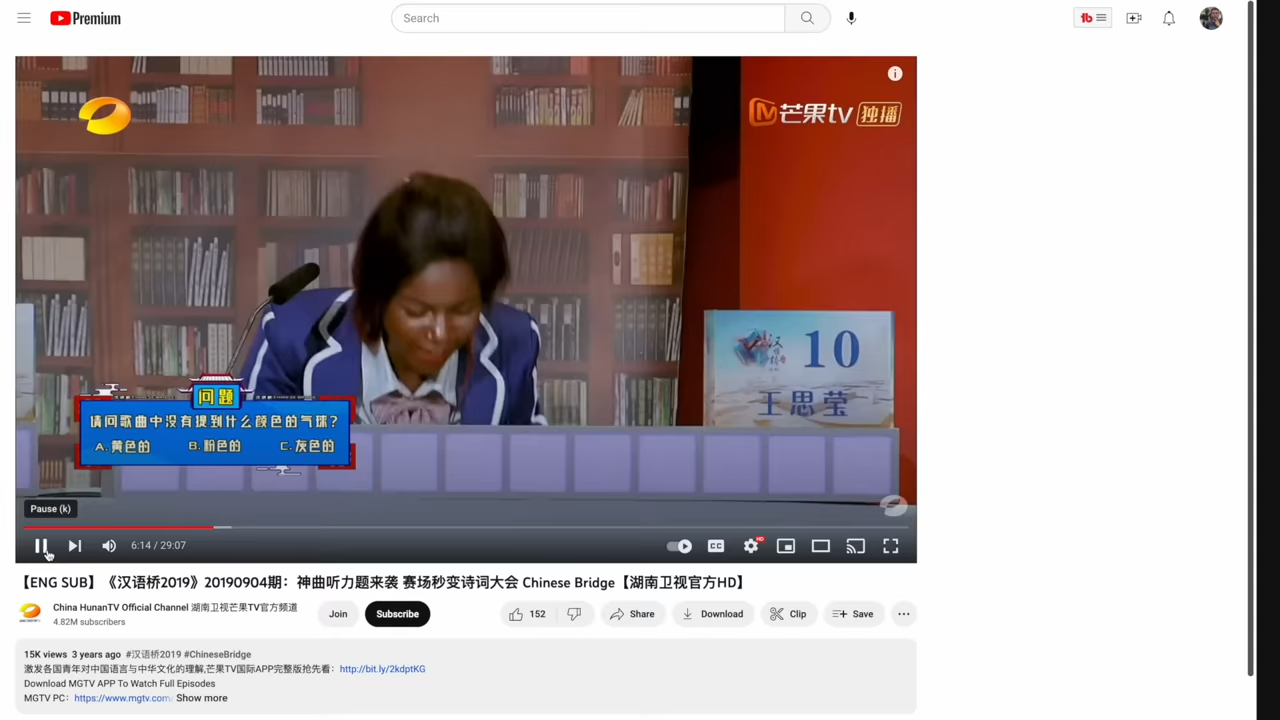 Premium
Search
tb
i
芒果tv 独播
汉语桥
10
王思莹
问题
请问歌曲中没有提到什么颜色的气球?
A.黄色的 B.粉色的 C.灰色的
Pause (k)
6:14 / 29:07
CC
HD
【ENG SUB】《汉语桥2019》20190904期：神曲听力题来袭 赛场秒变诗词大会 Chinese Bridge【湖南卫视官方HD】
China HunanTV Official Channel 湖南卫视芒果TV官方频道
4.82M subscribers
Join
Subscribe
152
Share
Download
Clip
Save
15K views 3 years ago #汉语桥2019 #ChineseBridge
激发各国青年对中国语言与中华文化的理解,芒果TV国际APP完整版抢先看：http://bit.ly/2kdptKG
Download MGTV APP To Watch Full Episodes
MGTV PC：https://www.mgtv.com/ Show more